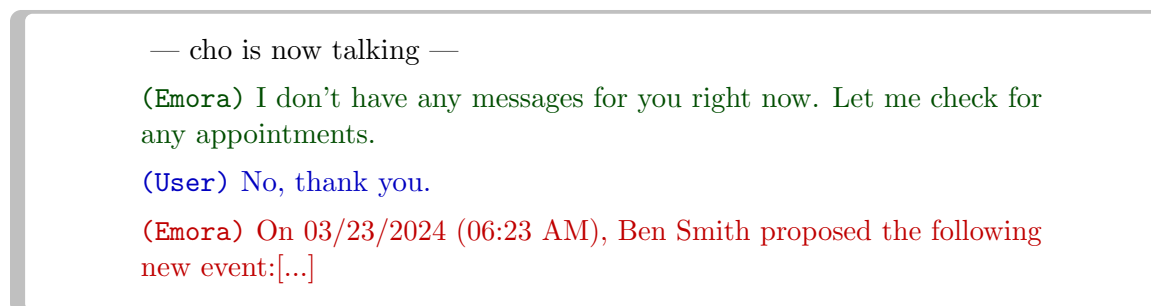 — cho is now talking —
(Emora) I don't have any messages for you right now. Let me check for
any appointments.
(User) No, thank you.
(Emora) On 03/23/2024 (06:23 AM), Ben Smith proposed the following
new event:[...]